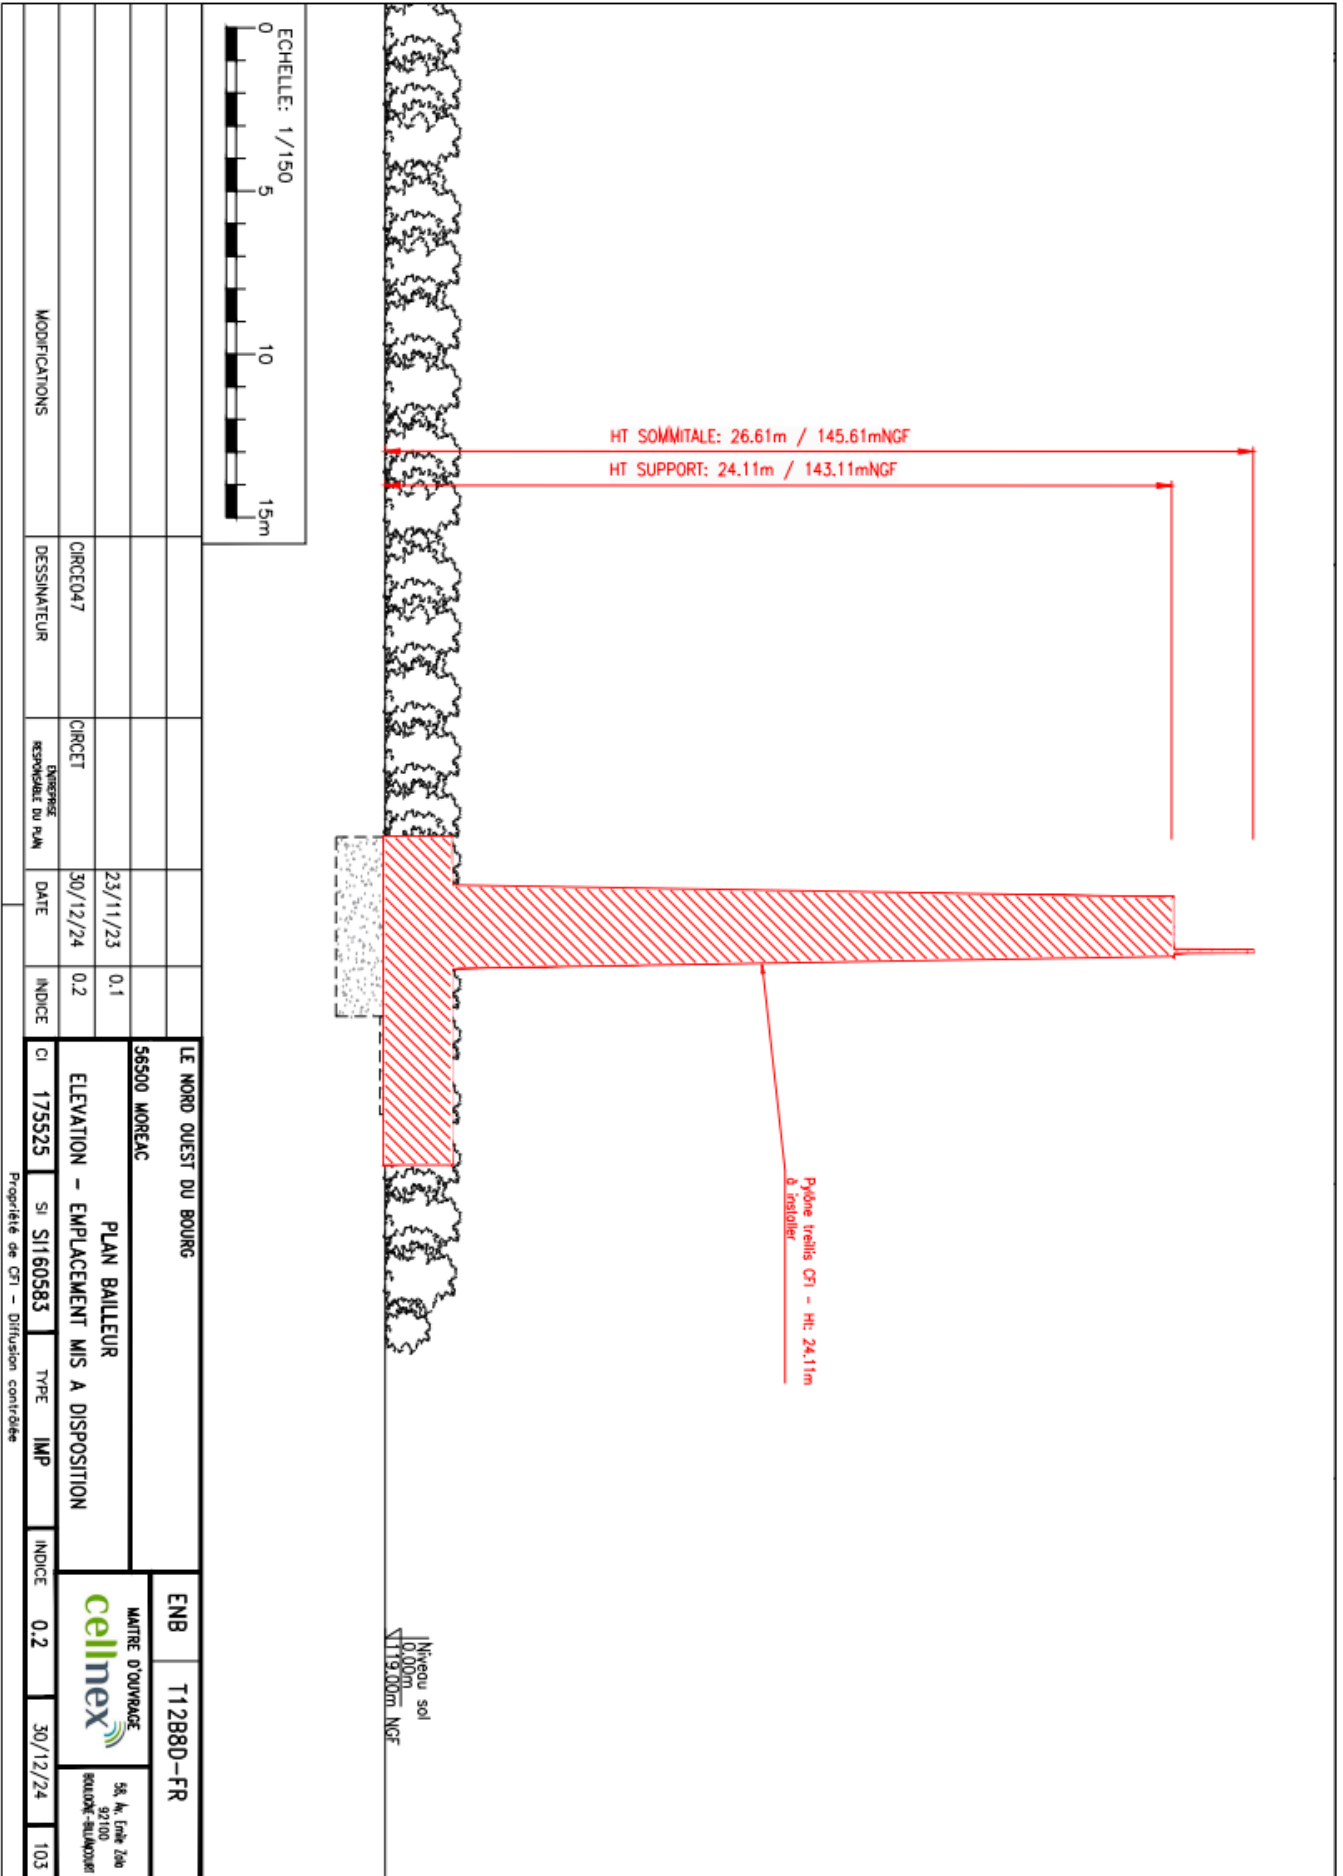 HT SOMMITALE: 26.61m / 145.61mNGF
HT SUPPORT: 24.11m / 143.11mNGF
Pylône treillis CFI - Ht: 24.11m
à installer
Niveau sol
0.00m
119.00m NGF
ECHELLE: 1/150
0 5 10 15m
23/11/23 0.1
CIRCE047 CIRCET 30/12/24 0.2
MODIFICATIONS DESSINATEUR ENTREPRISE
RESPONSABLE DU PLAN DATE INDICE
LE NORD OUEST DU BOURG
56500 MOREAC
PLAN BAILLEUR
ELEVATION - EMPLACEMENT MIS A DISPOSITION
CI 175525 SI SI160583 TYPE IMP INDICE 0.2 30/12/24 103
ENB T12B8D-FR
MAITRE D'OUVRAGE
cellnex
58, Av. Emile Zola
92100
BOULOGNE-BILLANCOURT
Propriété de CFI - Diffusion contrôlée